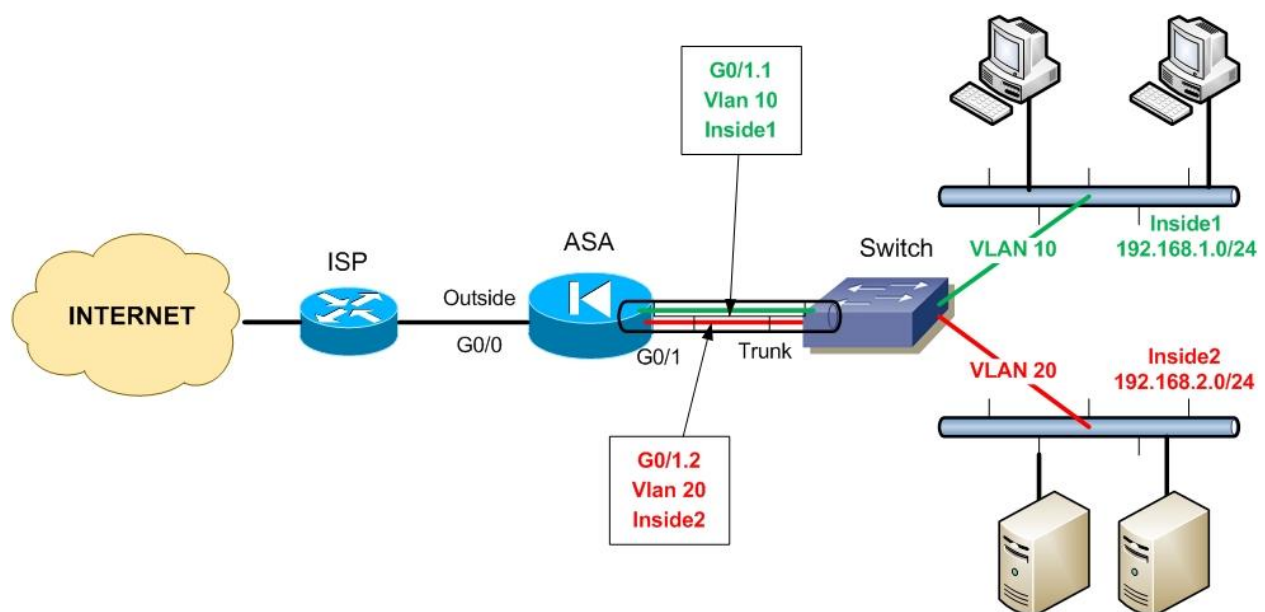 G0/1.1
Vlan 10
Inside1
INTERNET
ISP
Outside
G0/0
ASA
G0/1
Trunk
Switch
VLAN 10
Inside1
192.168.1.0/24
VLAN 20
Inside2
192.168.2.0/24
G0/1.2
Vlan 20
Inside2